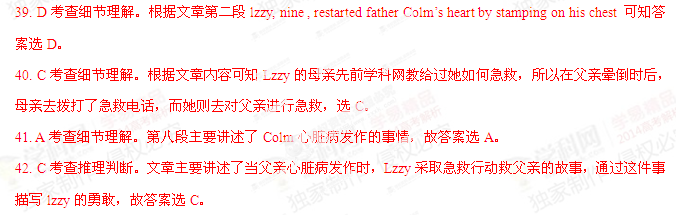 39. D 考查细节理解。根据文章第二段 lzzy, nine , restarted father Colm’s heart by stamping on his chest 可知答
案选 D。
40. C 考查细节理解。根据文章内容可知 Lzzy 的母亲先前学科网教给过她如何急救，所以在父亲晕倒时后，
母亲去拨打了急救电话，而她则去对父亲进行急救，选 C。
41. A 考查细节理解。第八段主要讲述了 Colm 心脏病发作的事情，故答案选 A。
42. C 考查推理判断。文章主要讲述了当父亲心脏病发作时，Lzzy 采取急救行动救父亲的故事，通过这件事
描写 lzzy 的勇敢，故答案选 C。